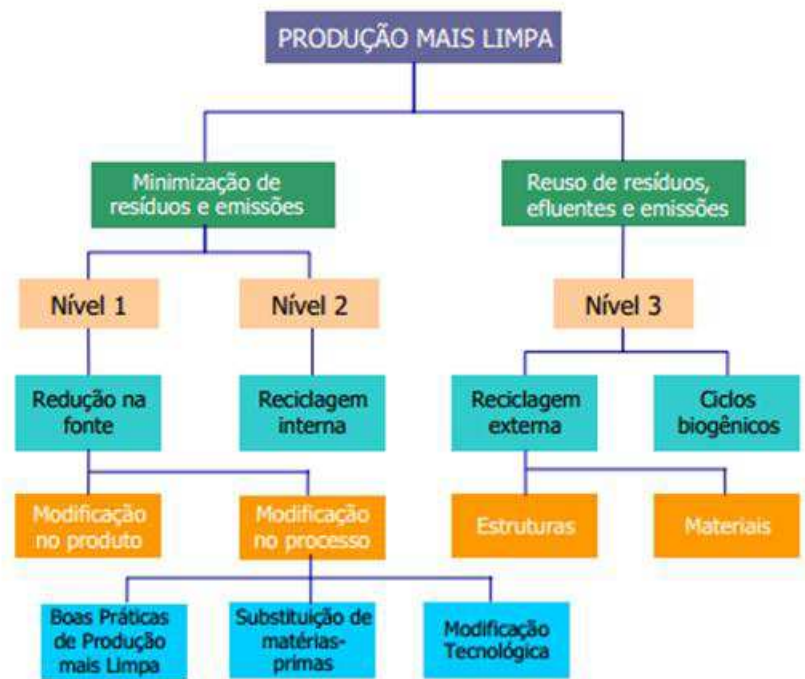 PRODUÇÃO MAIS LIMPA
Minimização de
resíduos e emissões
Reuso de resíduos,
efluentes e emissões
Nível 1
Nível 2
Nível 3
Redução na
fonte
Reciclagem
interna
Reciclagem
externa
Ciclos
biogênicos
Modificação
no produto
Modificação
no processo
Estruturas
Materiais
Boas Práticas
de Produção
mais Limpa
Substituição de
matérias-
primas
Modificação
Tecnológica